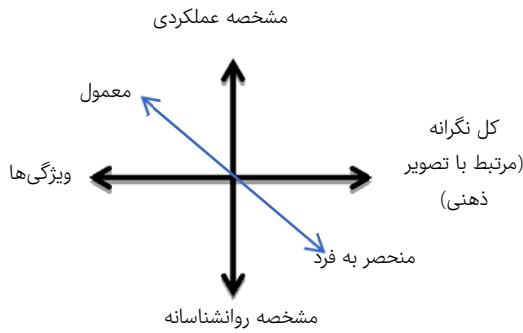 مشخصه عملکردی
معمول
کل نگرانه
(مرتبط با تصویر
ذهنی)
ویژگی‌ها
منحصر به فرد
مشخصه روانشناسانه